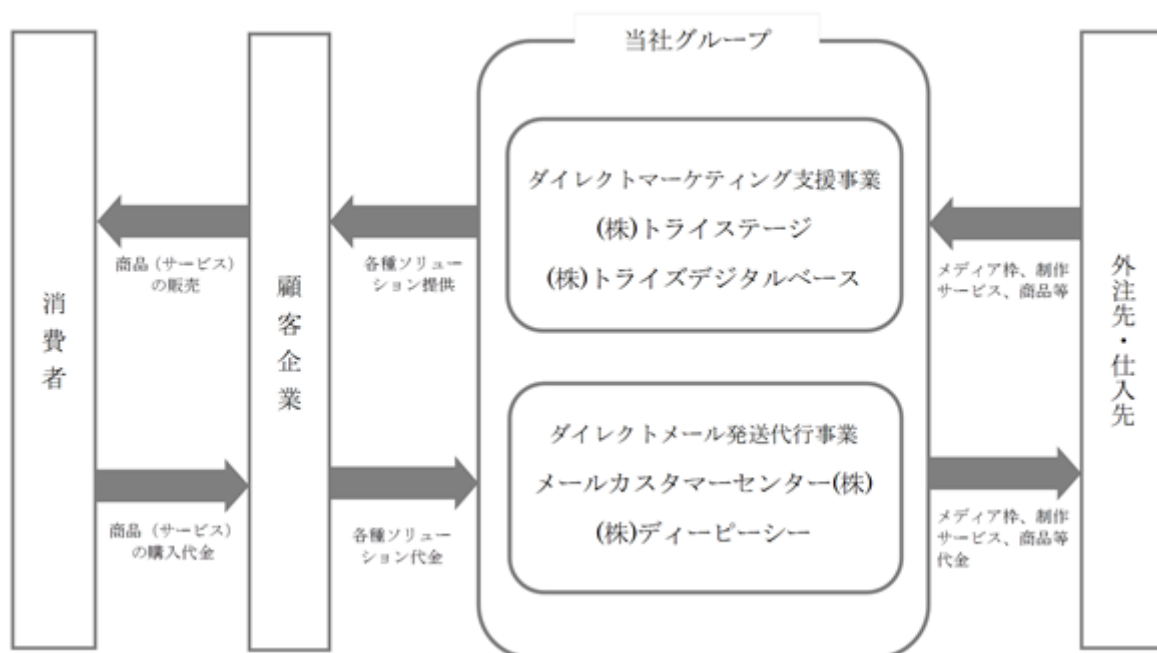 当社グループ
消費者
商品(サービス)
の販売
商品(サービス)
の購入代金
顧客企業
各種ソリュー
ション提供
各種ソリュー
ション代金
ダイレクトマーケティング支援事業
(株)トライステージ
(株)トライズデジタルベース
ダイレクトメール発送代行事業
メールカスタマーセンター(株)
(株)ディーピーシー
メディア枠、制作
サービス、商品等
メディア枠、制作
サービス、商品等
代金
外注先・仕入先